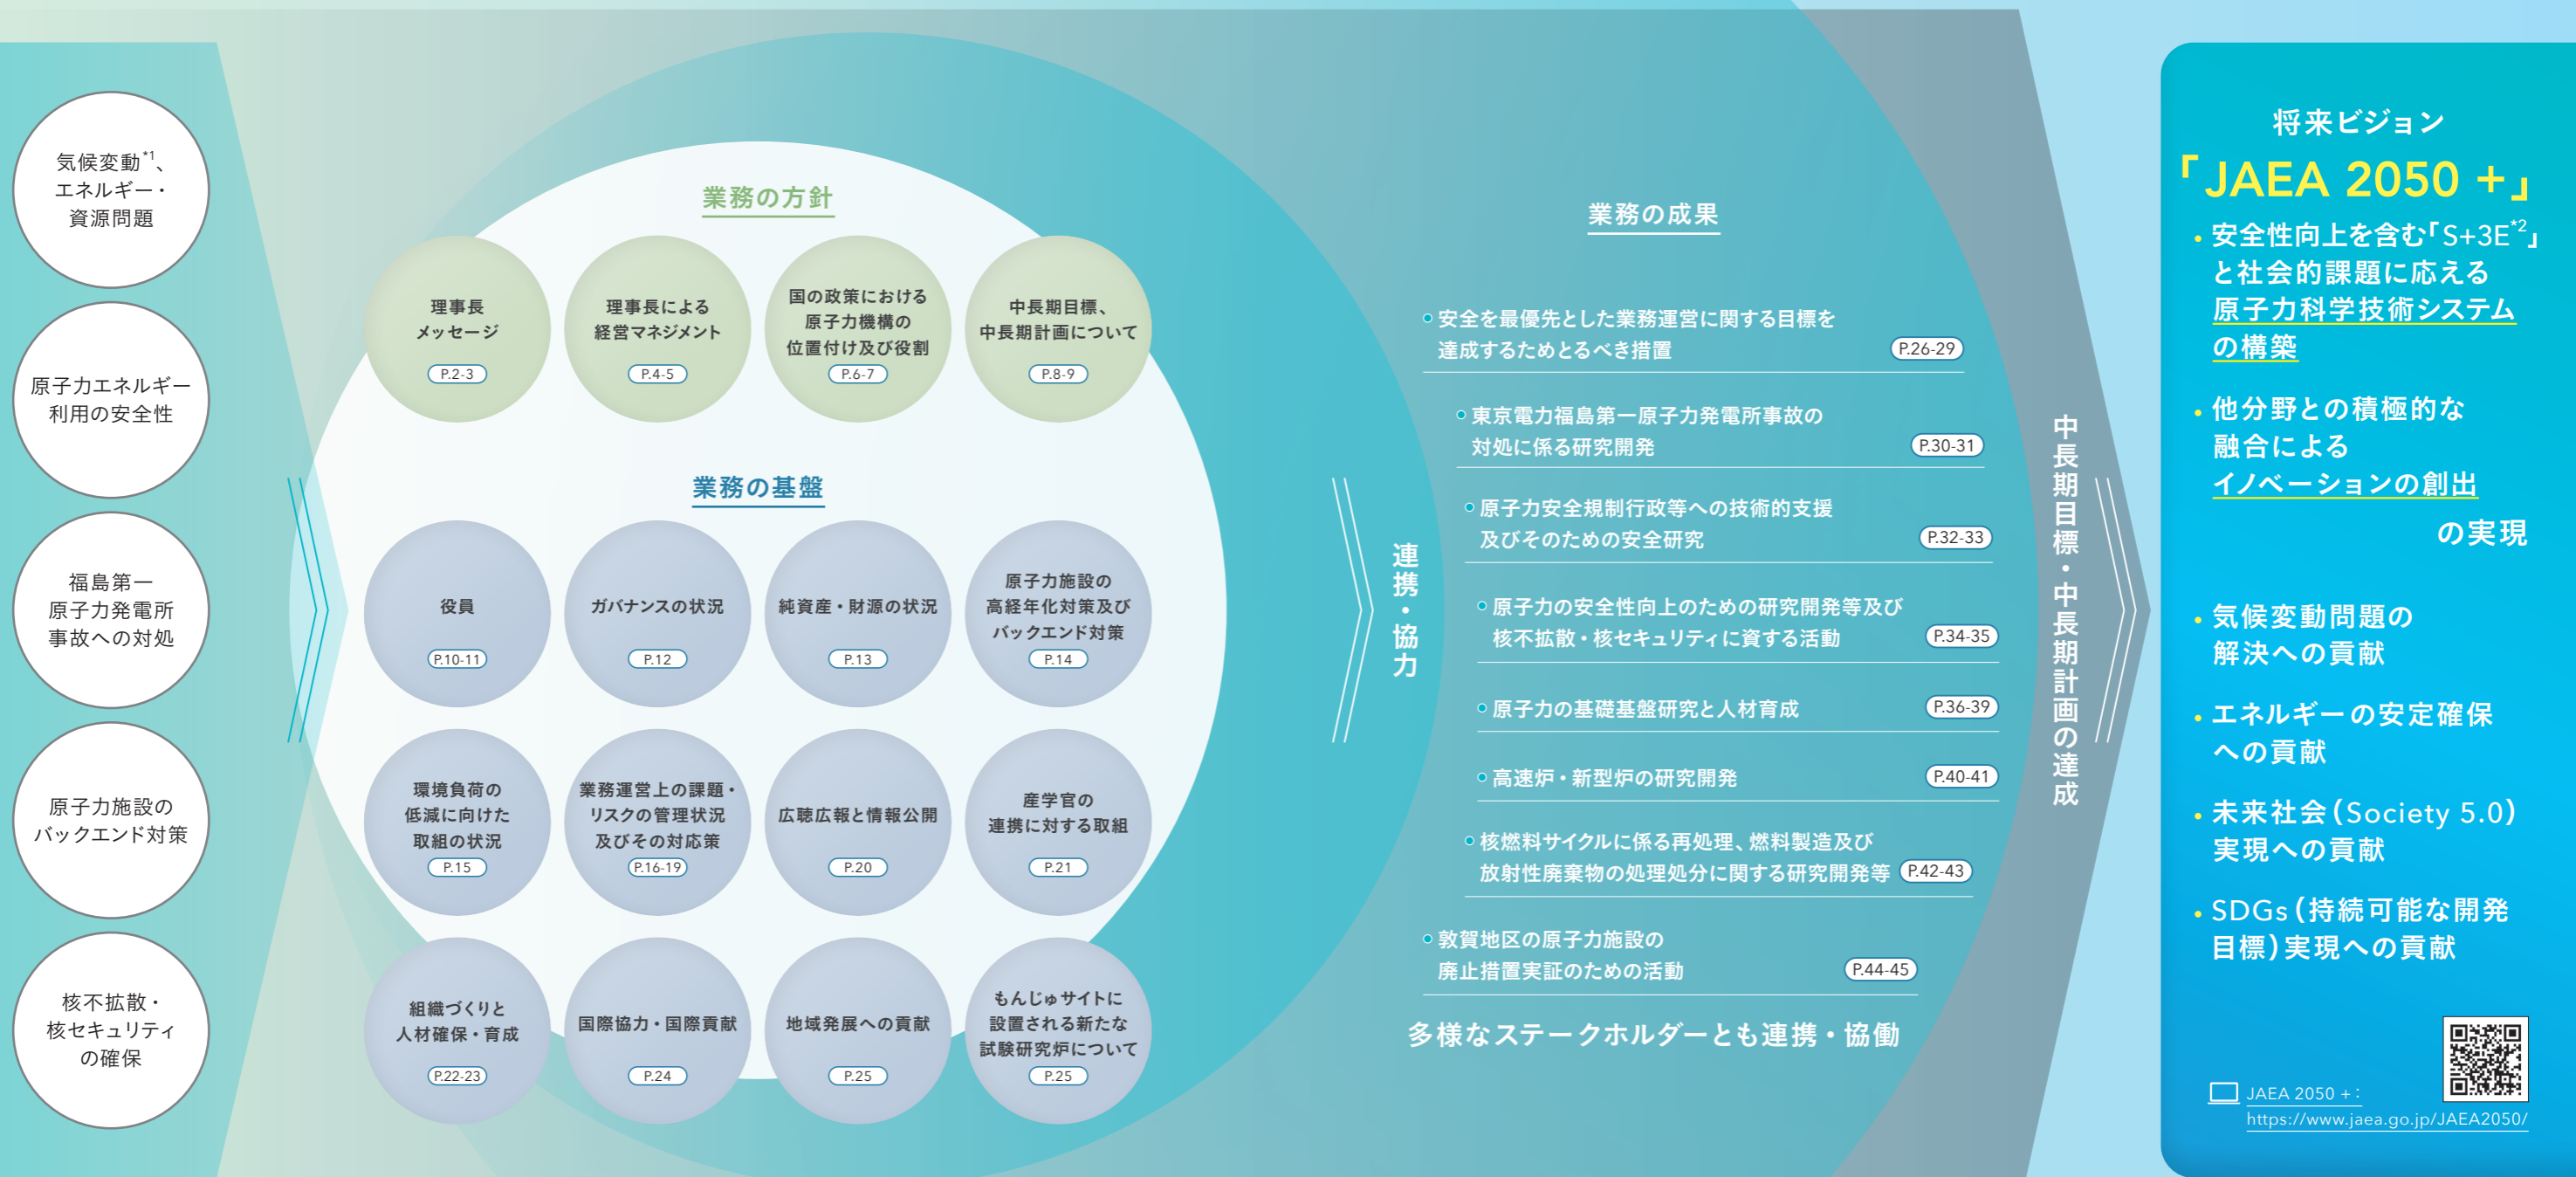 気候変動*1、
エネルギー・
資源問題
原子力エネルギー
利用の安全性
福島第一
原子力発電所
事故への対処
原子力施設の
バックエンド対策
核不拡散・
核セキュリティ
の確保
業務の方針
理事長
メッセージ
P.2-3
理事長による
経営マネジメント
P.4-5
国の政策における
原子力機構の
位置付け及び役割
P.6-7
中長期目標、
中長期計画について
P.8-9
業務の基盤
役員
P.10-11
ガバナンスの状況
P.12
純資産・財源の状況
P.13
原子力施設の
高経年化対策及び
バックエンド対策
P.14
環境負荷の
低減に向けた
取組の状況
P.15
業務運営上の課題・
リスクの管理状況
及びその対応策
P.16-19
広聴広報と情報公開
P.20
産学官の
連携に対する取組
P.21
組織づくりと
人材確保・育成
P.22-23
国際協力・国際貢献
P.24
地域発展への貢献
P.25
もんじゅサイトに
設置される新たな
試験研究炉について
P.25
連携・協力
業務の成果
安全を最優先とした業務運営に関する目標を
達成するためとるべき措置 P.26-29
東京電力福島第一原子力発電所事故の
対処に係る研究開発 P.30-31
原子力安全規制行政等への技術的支援
及びそのための安全研究 P.32-33
原子力の安全性向上のための研究開発等及び
核不拡散・核セキュリティに資する活動 P.34-35
原子力の基礎基盤研究と人材育成 P.36-39
高速炉・新型炉の研究開発 P.40-41
核燃料サイクルに係る再処理、燃料製造及び
放射性廃棄物の処理処分に関する研究開発等 P.42-43
敦賀地区の原子力施設の
廃止措置実証のための活動 P.44-45
多様なステークホルダーとも連携・協働
中長期目標・中長期計画の達成
将来ビジョン
「JAEA 2050 +」
・安全性向上を含む「S+3E*2」
と社会的課題に応える
原子力科学技術システム
の構築
・他分野との積極的な
融合による
イノベーションの創出
の実現
・気候変動問題の
解決への貢献
・エネルギーの安定確保
への貢献
・未来社会(Society 5.0)
実現への貢献
・SDGs(持続可能な開発
目標)実現への貢献
JAEA 2050 +:
https://www.jaea.go.jp/JAEA2050/